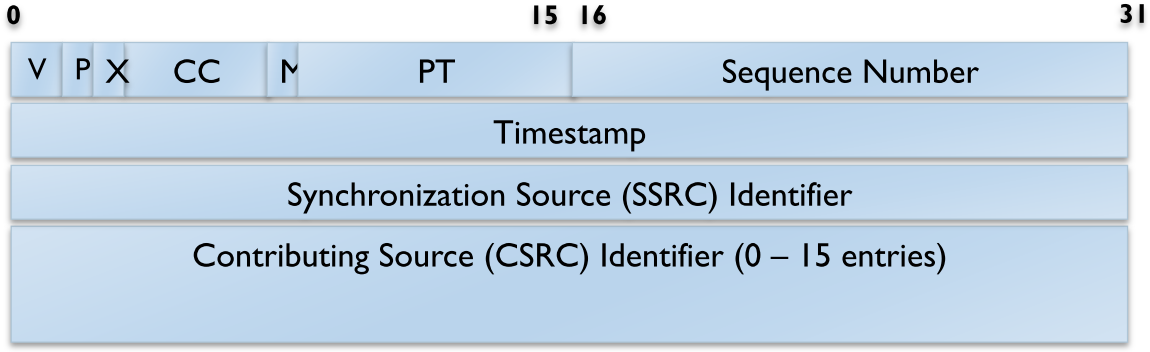 0 15 16 31
V P X CC M PT Sequence Number
Timestamp
Synchronization Source (SSRC) Identifier
Contributing Source (CSRC) Identifier (0 – 15 entries)